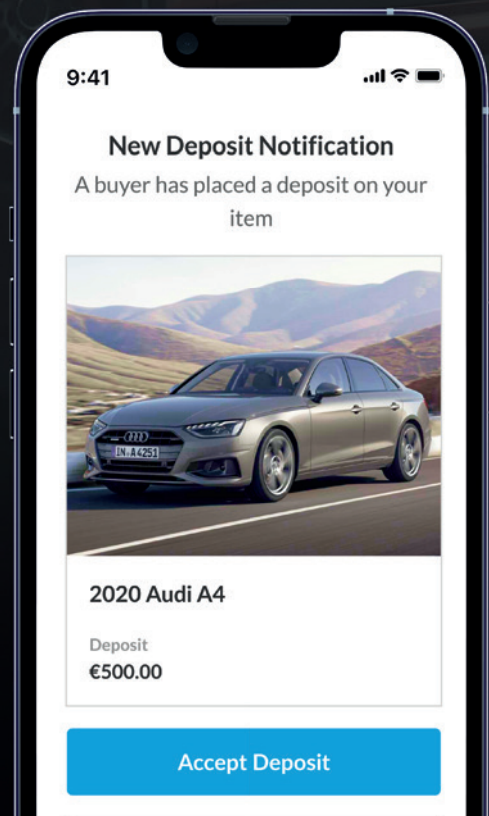 9:41
New Deposit Notification
A buyer has placed a deposit on your
item
IN·A4251
2020 Audi A4
Deposit
€500.00
Accept Deposit